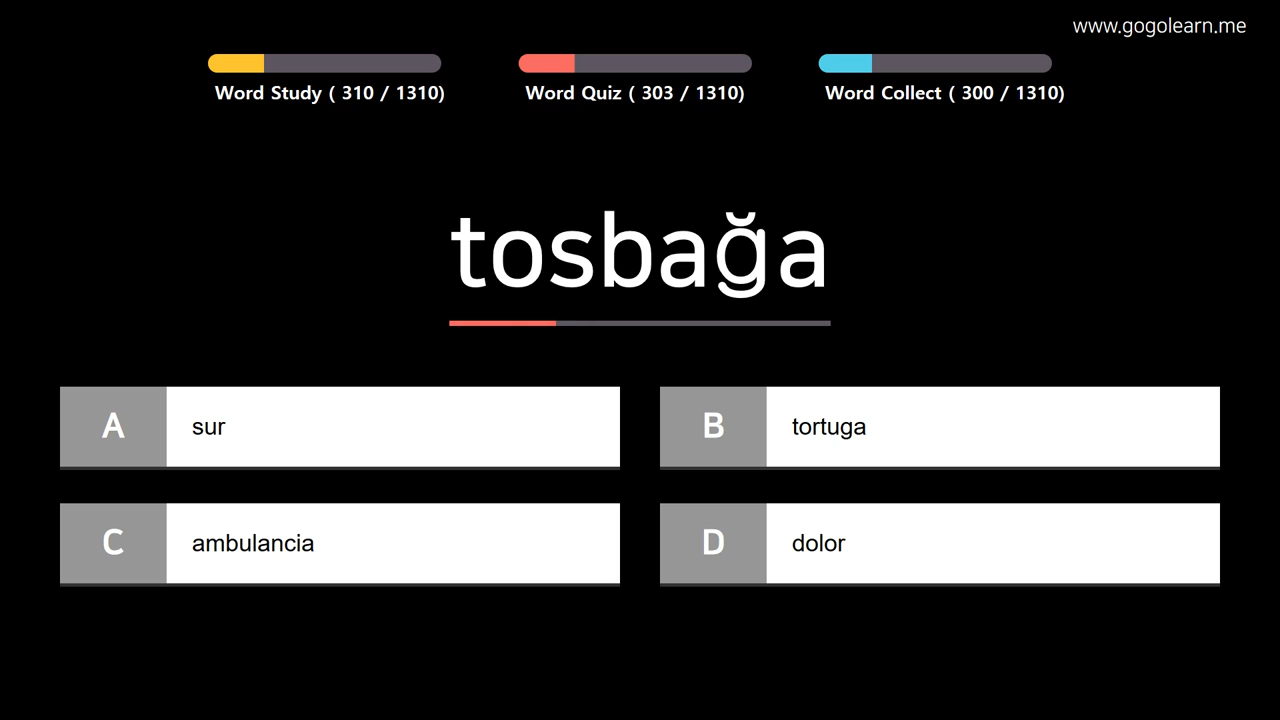 www.gogolearn.me
Word Study ( 310 / 1310)
Word Quiz ( 303 / 1310)
Word Collect ( 300 / 1310)
tosbağa
A sur
B tortuga
C ambulancia
D dolor